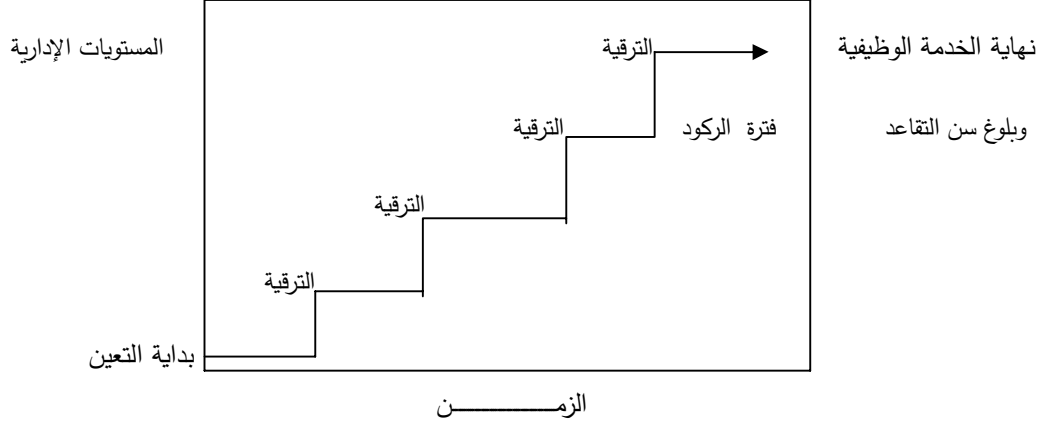 نهاية الخدمة الوظيفية
الترقية
المستويات الإدارية
وبلوغ سن التقاعد
فترة الركود
الترقية
الترقية
الترقية
بداية التعين
الزمــــــــــن